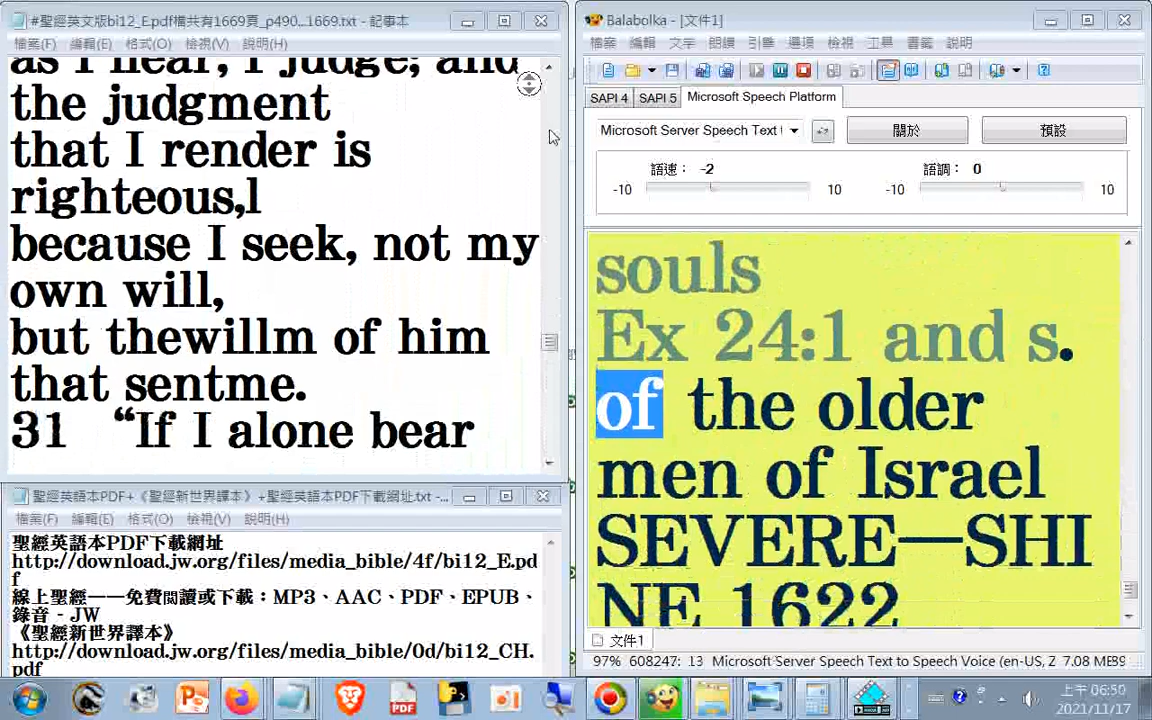 #聖經英文版bi12_E.pdf檔共有1669頁_p490...1669.txt - 記事本
檔案(F) 編輯(E) 格式(O) 檢視(V) 說明(H)
as I hear, I judge; and
the judgment
that I render is
righteous,l
because I seek, not my
own will,
but thewillm of him
that sentme.
31 “If I alone bear
聖經英語本PDF+《聖經新世界譯本》+聖經英語本PDF下載網址.txt - ...
檔案(F) 編輯(E) 格式(O) 檢視(V) 說明(H)
聖經英語本PDF下載網址
http://download.jw.org/files/media_bible/4f/bi12_E.pd
f
線上聖經——免費閱讀或下載：MP3、AAC、PDF、EPUB、
錄音 - JW
《聖經新世界譯本》
http://download.jw.org/files/media_bible/0d/bi12_CH.
pdf
Balabolka - [文件1]
檔案 編輯 文字 朗讀 引擎 選項 檢視 工具 書籤 說明
SAPI 4 SAPI 5 Microsoft Speech Platform
Microsoft Server Speech Text t 關於 預設
語速： -2 語調： 0
-10 10 -10 10
souls
Ex 24:1 and s.
of the older
men of Israel
SEVERE—SHI
NE 1622
文件1
97% 608247: 13 Microsoft Server Speech Text to Speech Voice (en-US, Z 7.08 MB
PDF
上午 06:50
2021/11/17